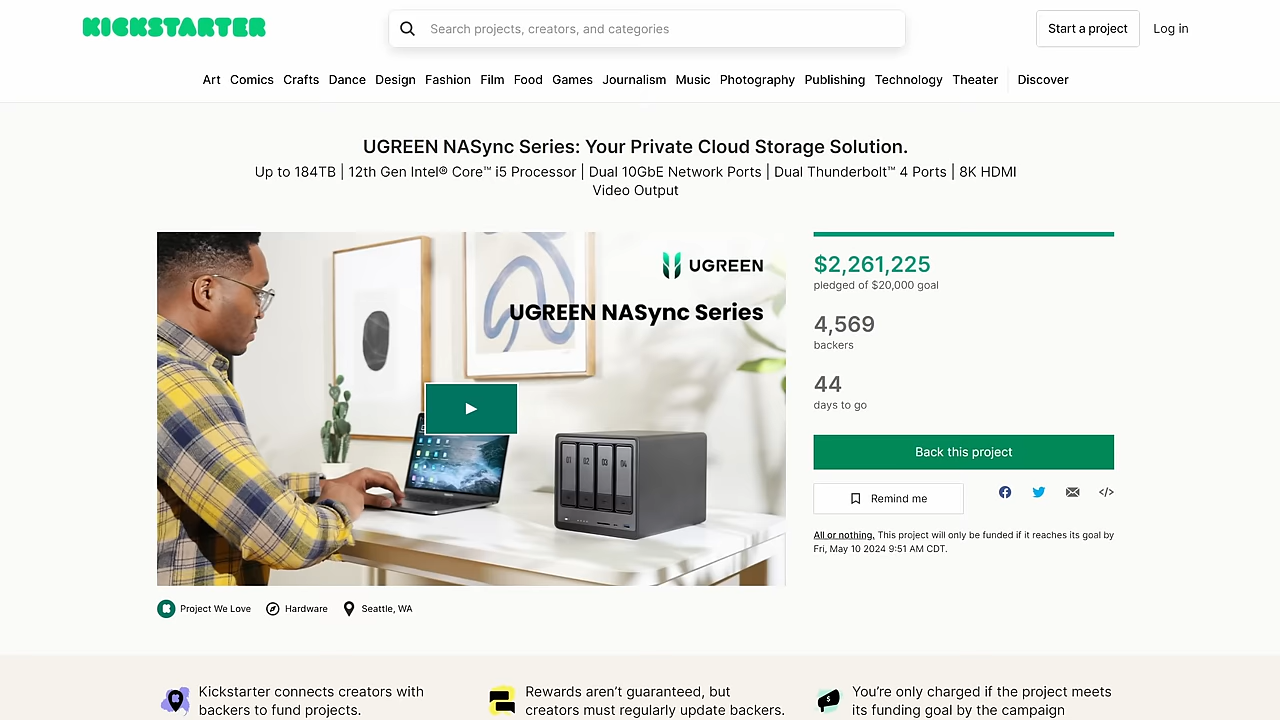 KICKSTARTER
Search projects, creators, and categories
Start a project
Log in
Art Comics Crafts Dance Design Fashion Film Food Games Journalism Music Photography Publishing Technology Theater Discover
UGREEN NASync Series: Your Private Cloud Storage Solution.
Up to 184TB | 12th Gen Intel® Core™ i5 Processor | Dual 10GbE Network Ports | Dual Thunderbolt™ 4 Ports | 8K HDMI
Video Output
UGREEN
UGREEN NASync Series
01 02 03 04
$2,261,225
pledged of $20,000 goal
4,569
backers
44
days to go
Back this project
Remind me
All or nothing. This project will only be funded if it reaches its goal by
Fri, May 10 2024 9:51 AM CDT.
Project We Love
Hardware
Seattle, WA
Kickstarter connects creators with
backers to fund projects.
Rewards aren’t guaranteed, but
creators must regularly update backers.
You’re only charged if the project meets
its funding goal by the campaign